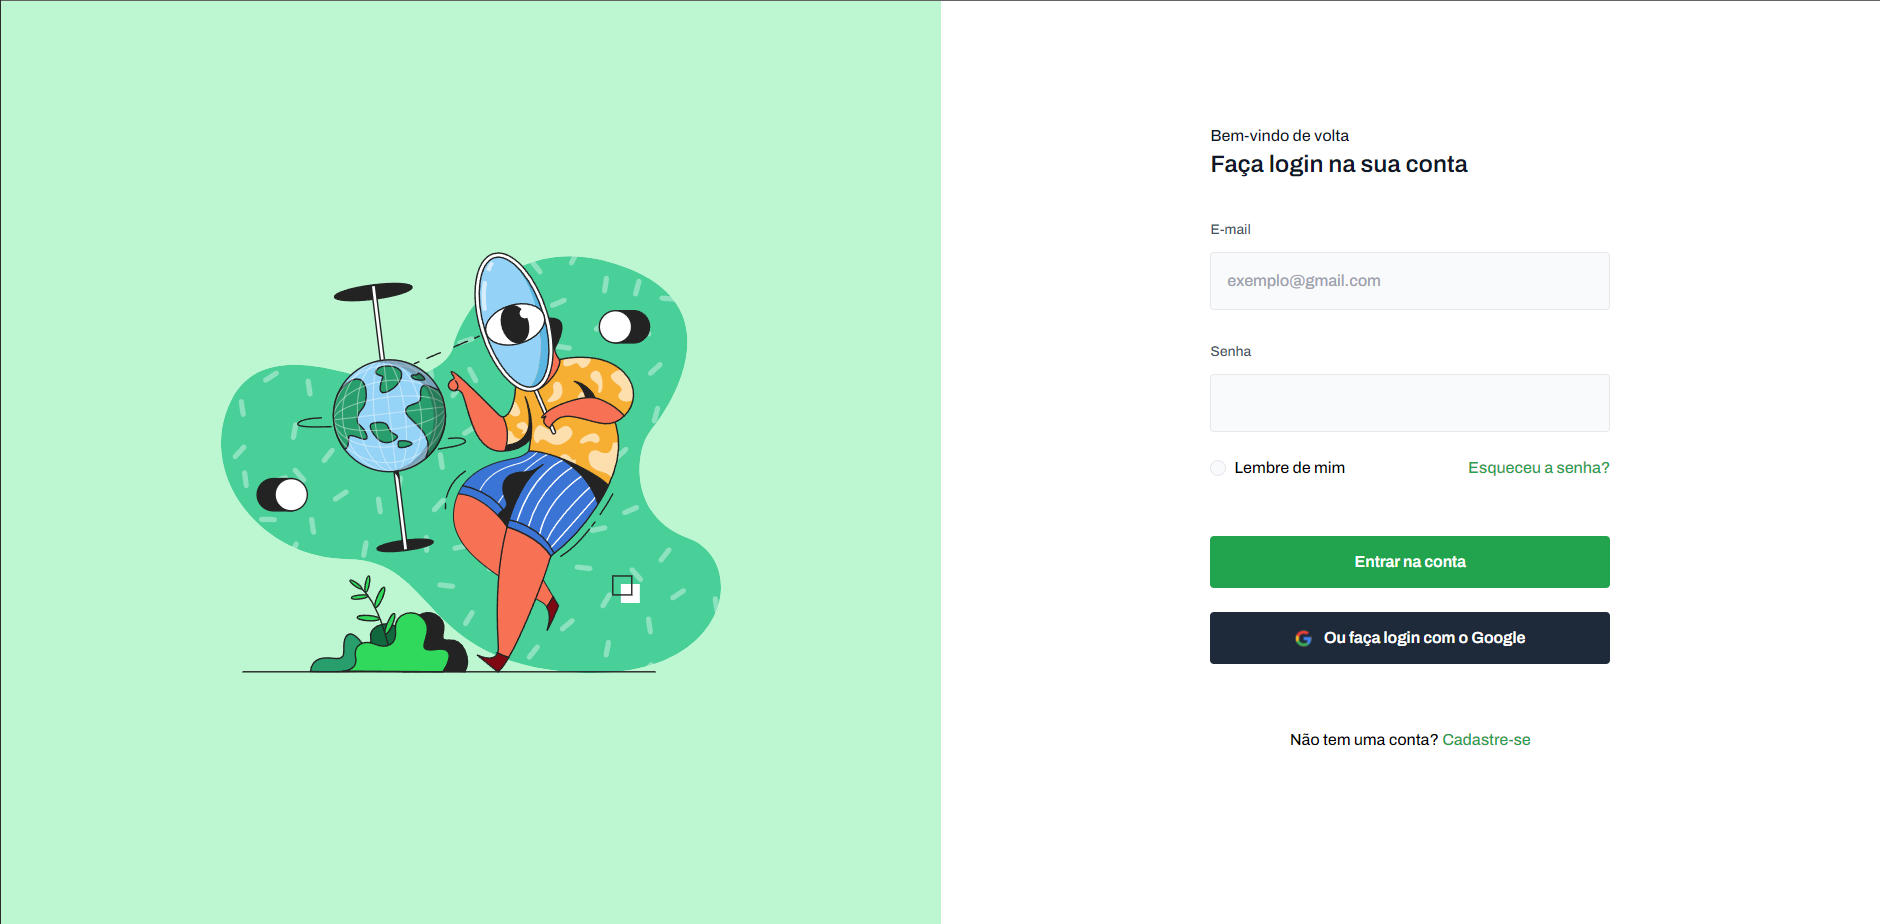 Bem-vindo de volta
Faça login na sua conta
E-mail
exemplo@gmail.com
Senha
Lembre de mim
Esqueceu a senha?
Entrar na conta
Ou faça login com o Google
Não tem uma conta? Cadastre-se